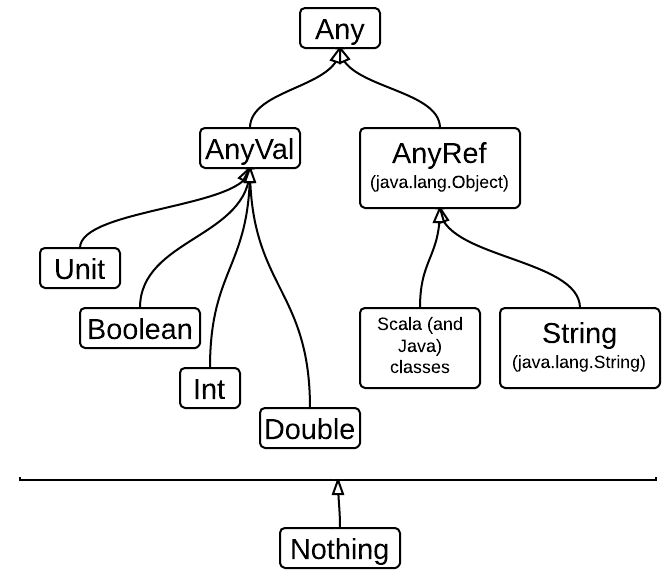 Any
AnyVal
AnyRef
(java.lang.Object)
Unit
Boolean
Int
Double
Scala (and
Java)
classes
String
(java.lang.String)
Nothing